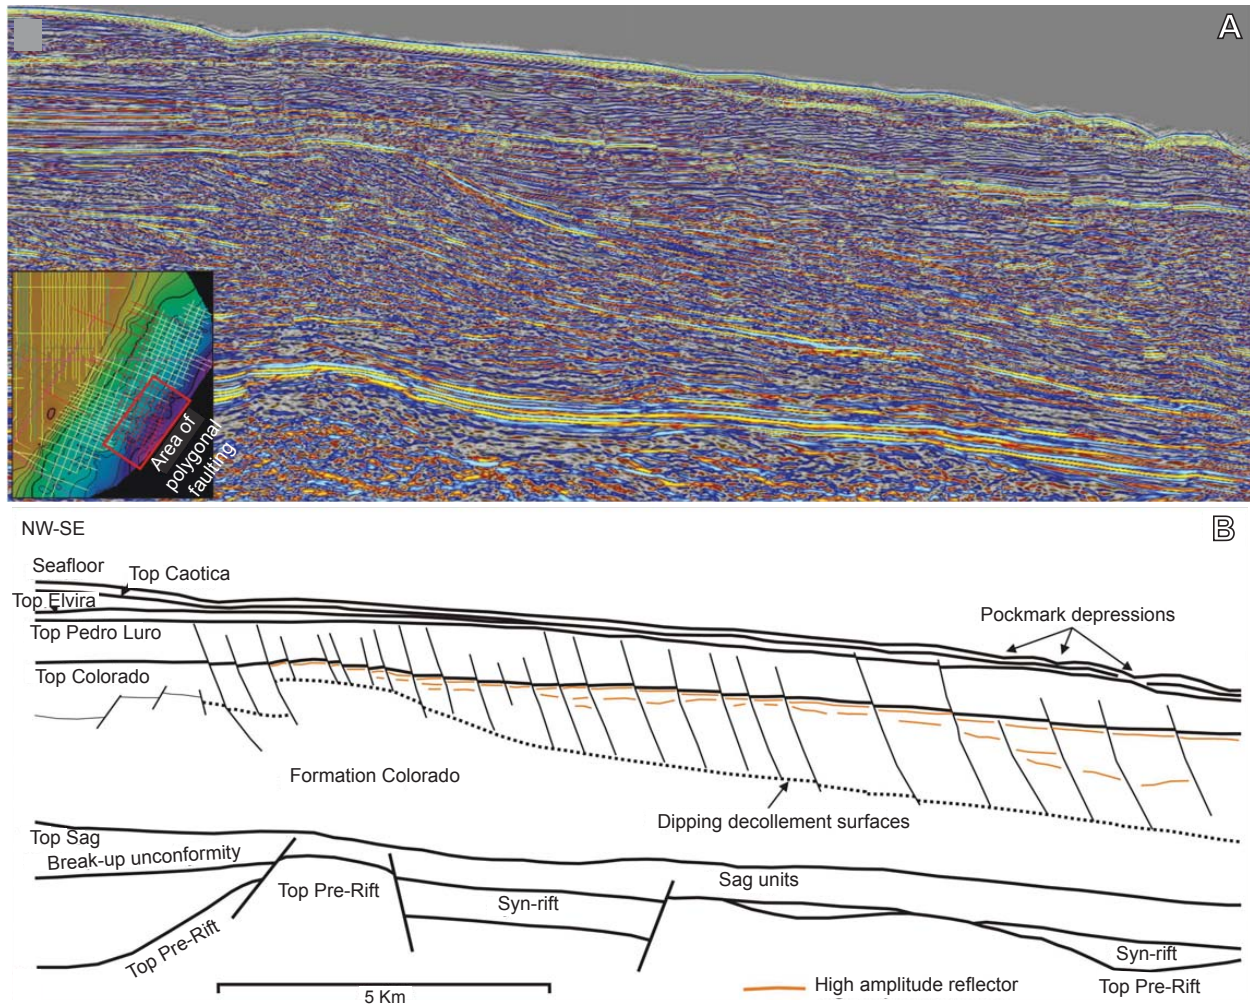 A
0
Area of
polygonal
faulting
NW-SE
B
Seafloor
Top Caotica
Top Elvira
Pockmark depressions
Top Pedro Luro
Top Colorado
Formation Colorado
Dipping decollement surfaces
Top Sag
Break-up unconformity
Sag units
Top Pre-Rift
Syn-rift
Top Pre-Rift
Syn-rift
Top Pre-Rift
High amplitude reflector
5 Km